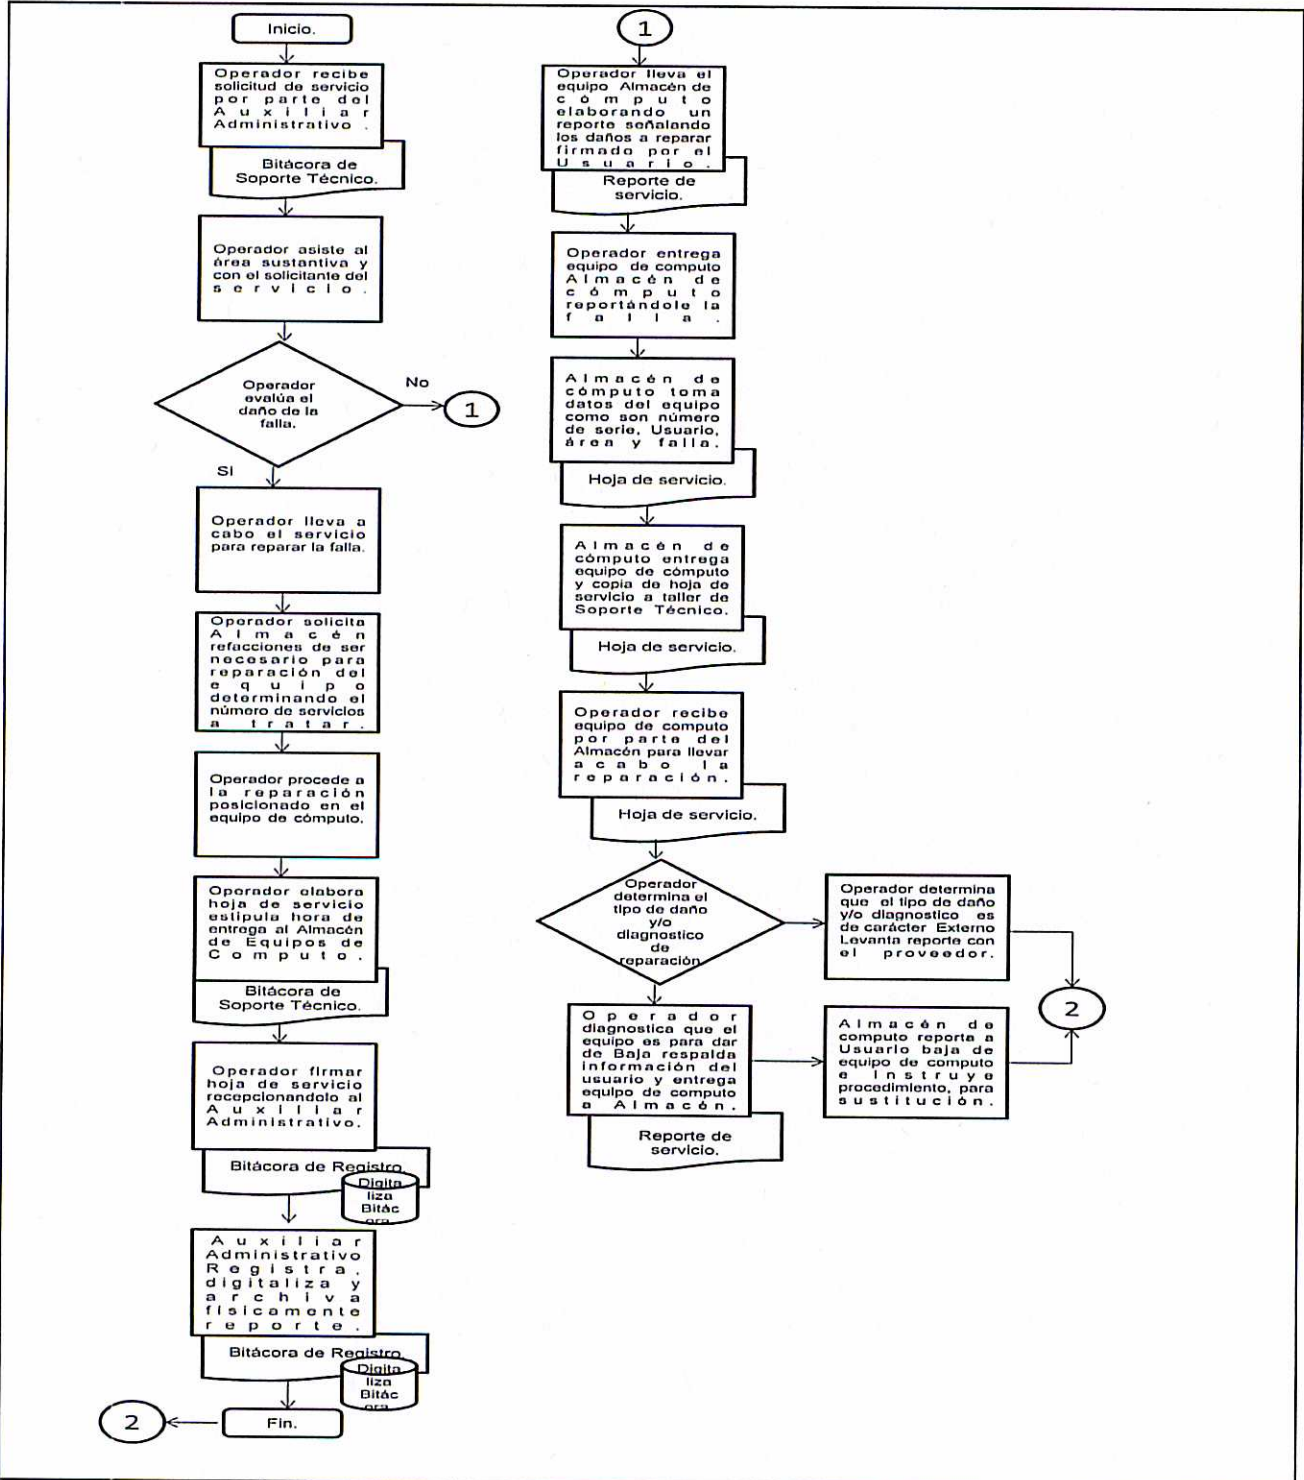 Inicio.
Operador recibe
solicitud de servicio
por parte del
Auxiliar
Administrativo.
Bitácora de
Soporte Técnico.
Operador asiste al
área sustantiva y
con el solicitante del
servicio.
Operador
evalúa el
daño de la
falla.
No
1
SI
Operador lleva a
cabo el servicio
para reparar la falla.
Operador solicita
Almacén
refacciones de ser
necesario para
reparación del
equipo
determinando el
número de servicios
a tratar.
Operador procede a
la reparación
posicionado en el
equipo de cómputo.
Operador elabora
hoja de servicio
estipula hora de
entrega al Almacén
de Equipos de
Computo.
Bitácora de
Soporte Técnico.
Operador firmar
hoja de servicio
recepcionandolo al
Auxiliar
Administrativo.
Bitácora de Registro.
Digita
liza
Bitác
ora
Auxiliar
Administrativo
Registra,
digitaliza y
archiva
físicamente
reporte.
Bitácora de Registro.
Digita
liza
Bitác
ora
Fin.
2
1
Operador lleva el
equipo Almacén de
cómputo
elaborando un
reporte señalando
los daños a reparar
firmado por el
Usuario.
Reporte de
servicio.
Operador entrega
equipo de computo
Almacén de
cómputo
reportándole la
falla.
Almacén de
cómputo toma
datos del equipo
como son número
de serie, Usuario,
área y falla.
Hoja de servicio.
Almacén de
cómputo entrega
equipo de cómputo
y copia de hoja de
servicio a taller de
Soporte Técnico.
Hoja de servicio.
Operador recibe
equipo de computo
por parte del
Almacén para llevar
acabo la
reparación.
Hoja de servicio.
Operador
determina el
tipo de daño
y/o
diagnostico
de
reparación
Operador determina
que el tipo de daño
y/o diagnostico es
de carácter Externo
Levanta reporte con
el proveedor.
2
Operador
diagnostica que el
equipo es para dar
de Baja respalda
información del
usuario y entrega
equipo de computo
a Almacén.
Reporte de
servicio.
Almacén de
computo reporta a
Usuario baja de
equipo de computo
e Instruye
procedimiento, para
sustitución.